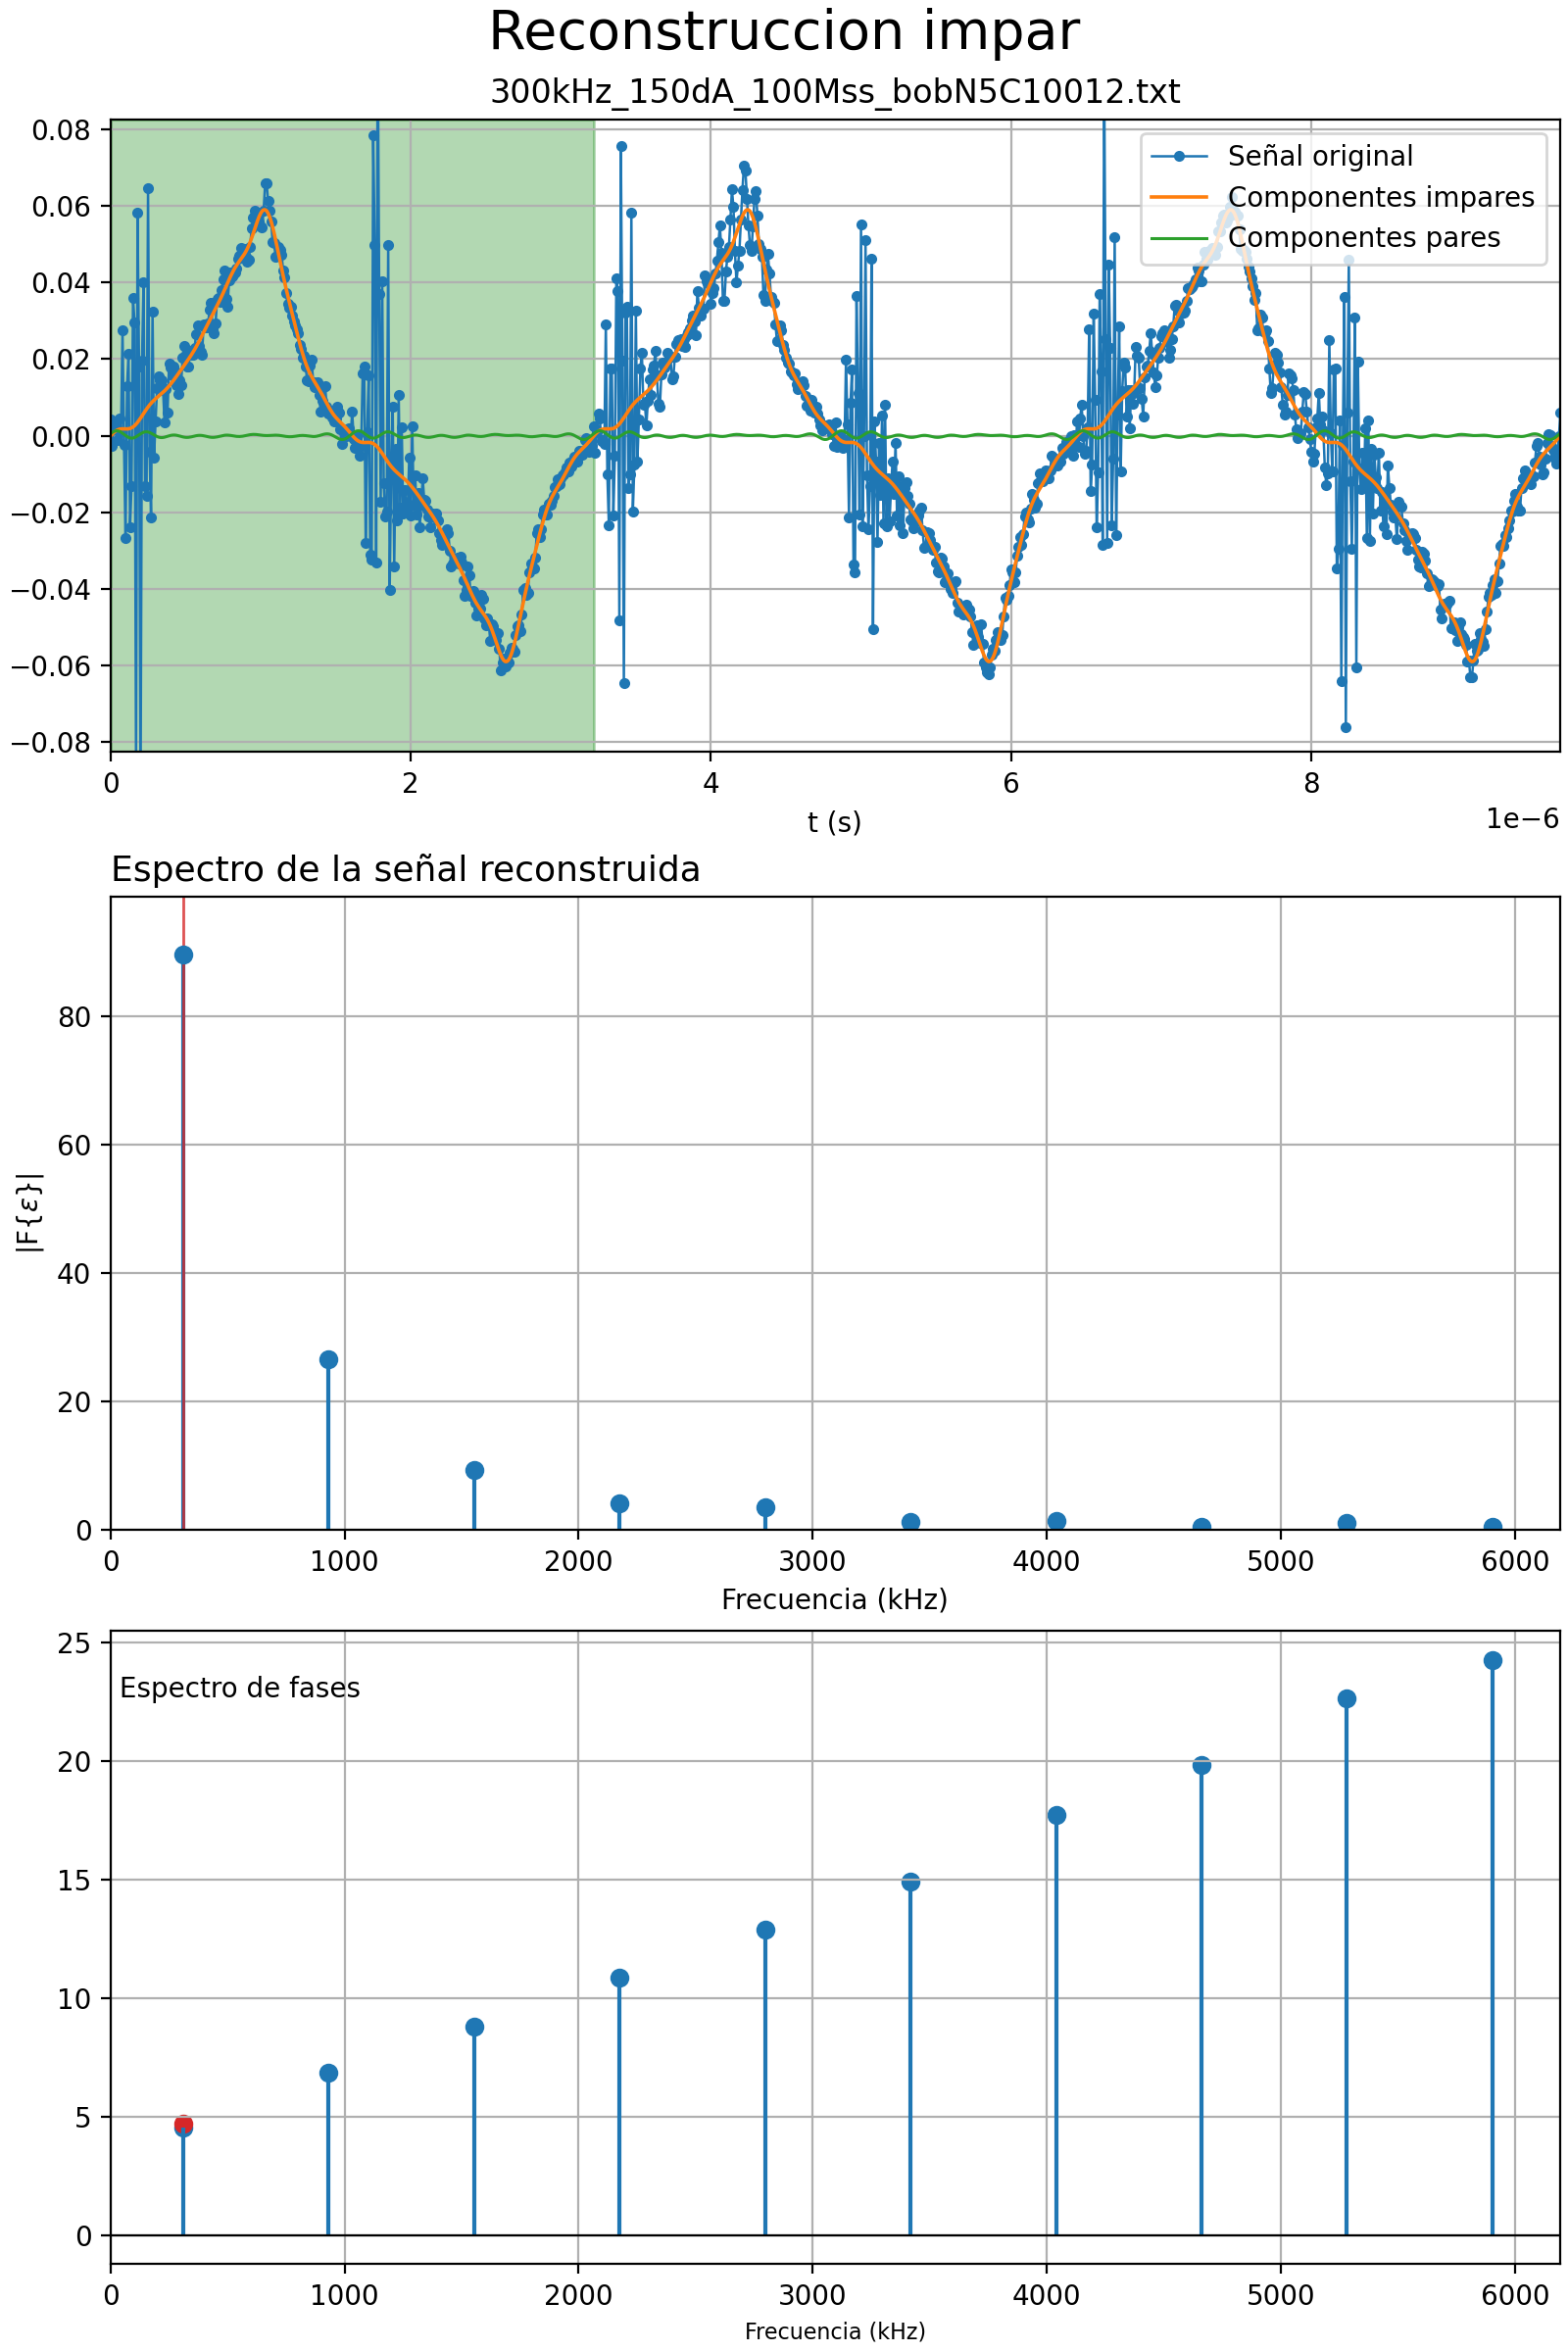 Reconstruccion impar
300kHz_150dA_100Mss_bobN5C10012.txt
0.08
0.06
0.04
0.02
0.00
−0.02
−0.04
−0.06
−0.08
Señal original
Componentes impares
Componentes pares
0 2 4 6 8
1e−6
t (s)
Espectro de la señal reconstruida
80
60
40
20
0
|F{ε}|
0 1000 2000 3000 4000 5000 6000
Frecuencia (kHz)
25
20
15
10
5
0
Espectro de fases
0 1000 2000 3000 4000 5000 6000
Frecuencia (kHz)